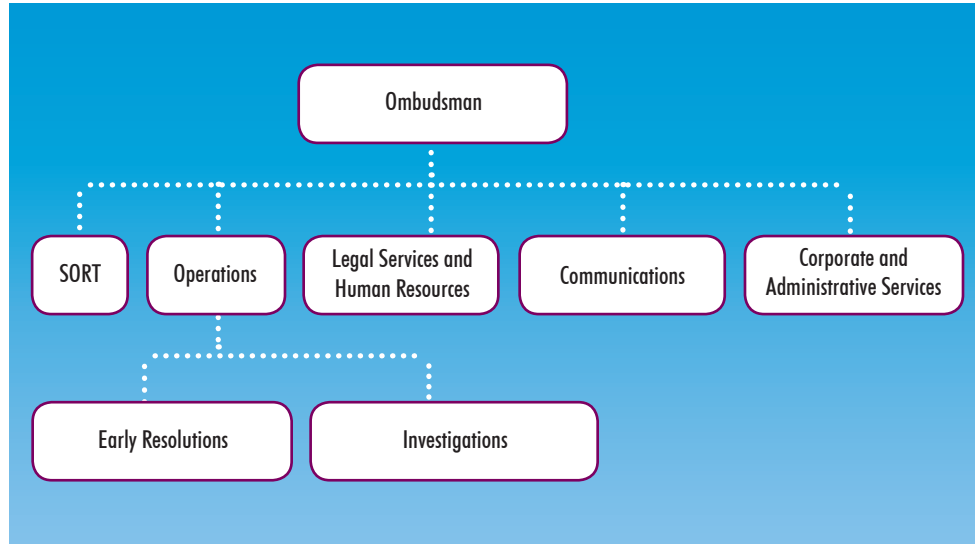 Ombudsman
SORT
Operations
Legal Services and
Human Resources
Communications
Corporate and
Administrative Services
Early Resolutions
Investigations